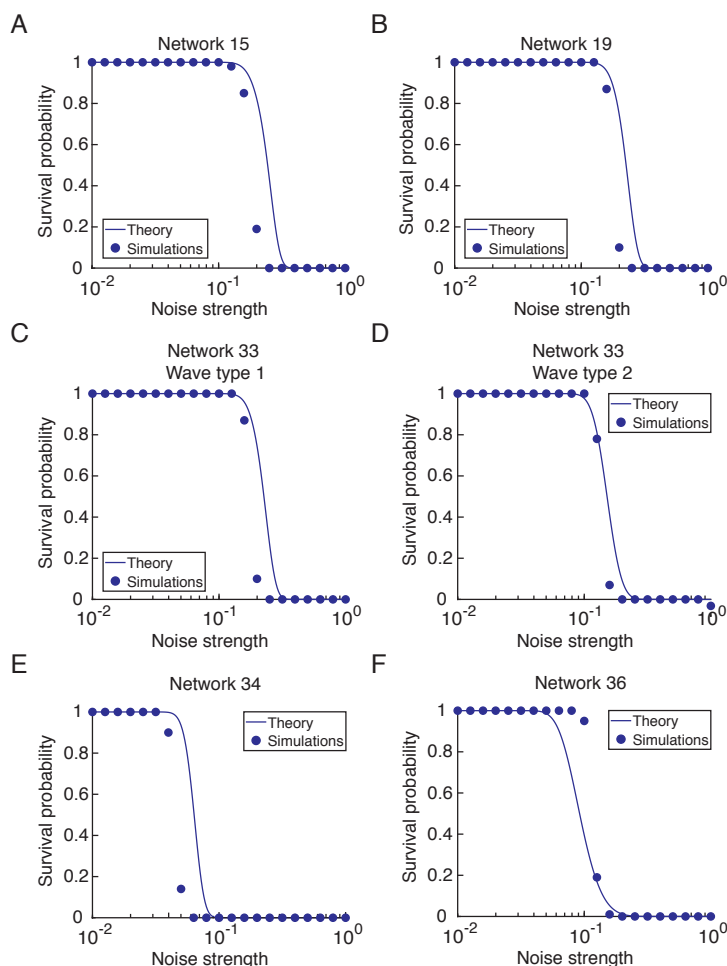 A
Network 15
Survival probability
1
0.8
0.6
0.4
0.2
0
Theory
Simulations
10^-2
10^-1
10^0
Noise strength
B
Network 19
Survival probability
1
0.8
0.6
0.4
0.2
0
Theory
Simulations
10^-2
10^-1
10^0
Noise strength
C
Network 33
Wave type 1
Survival probability
1
0.8
0.6
0.4
0.2
0
Theory
Simulations
10^-2
10^-1
10^0
Noise strength
D
Network 33
Wave type 2
Survival probability
1
0.8
0.6
0.4
0.2
0
Theory
Simulations
10^-2
10^-1
10^0
Noise strength
E
Network 34
Survival probability
1
0.8
0.6
0.4
0.2
0
Theory
Simulations
10^-2
10^-1
10^0
Noise strength
F
Network 36
Survival probability
1
0.8
0.6
0.4
0.2
0
Theory
Simulations
10^-2
10^-1
10^0
Noise strength